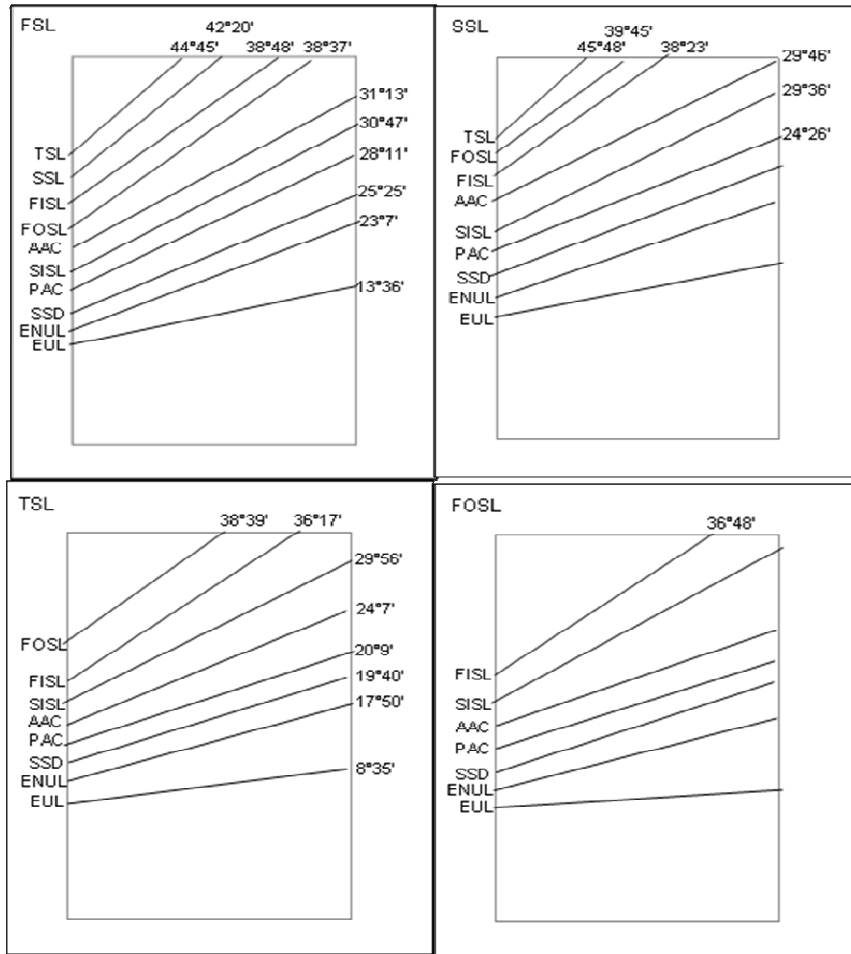 FSL
42°20'
44°45' 38°48' 38°37'
31°13'
30°47'
28°11'
25°25'
23°7'
13°36'
TSL
SSL
FISL
FOSL
AAC
SISL
PAC
SSD
ENUL
EUL
SSL
39°45'
45°48' 38°23'
29°46'
29°36'
24°26'
TSL
FOSL
FISL
AAC
SISL
PAC
SSD
ENUL
EUL
TSL
38°39' 36°17'
29°56'
24°7'
20°9'
19°40'
17°50'
8°35'
FOSL
FISL
SISL
AAC
PAC
SSD
ENUL
EUL
FOSL
36°48'
FISL
SISL
AAC
PAC
SSD
ENUL
EUL